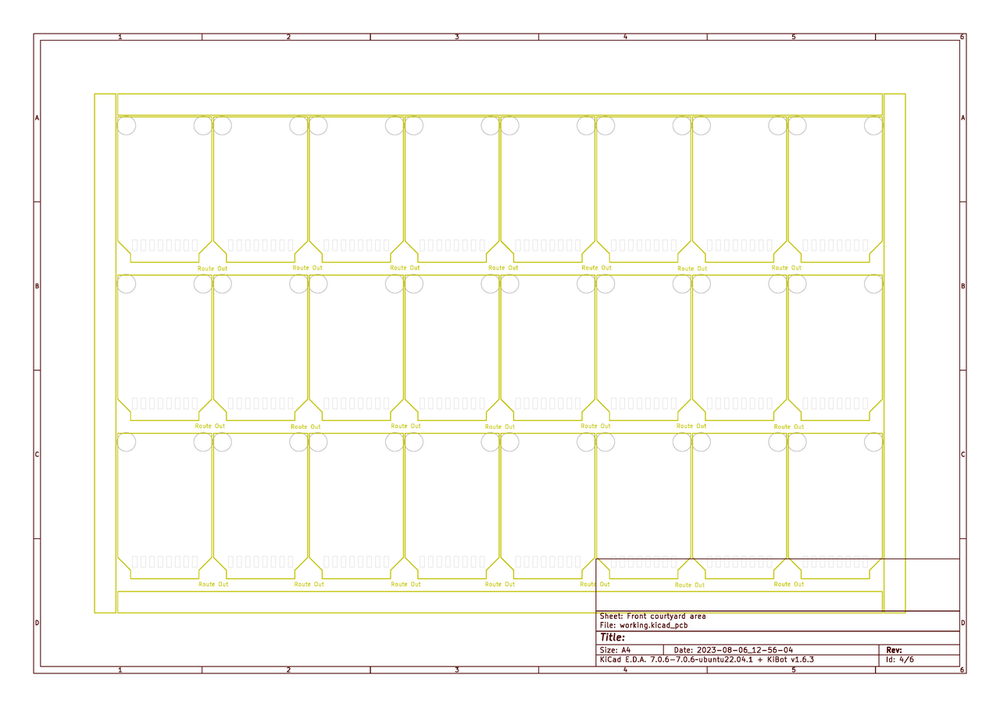 1 2 3 4 5 6
A A
Route Out Route Out Route Out Route Out Route Out Route Out Route Out
B B
Route Out Route Out Route Out Route Out Route Out Route Out Route Out
C C
Route Out Route Out Route Out Route Out Route Out Route Out Route Out
D D
Sheet: Front courtyard area
File: working.kicad_pcb
Title:
Size: A4 Date: 2023-08-06_12-56-04 Rev:
KiCad E.D.A. 7.0.6-7.0.6-ubuntu22.04.1 + KiBot v1.6.3 Id: 4/6
1 2 3 4 5 6